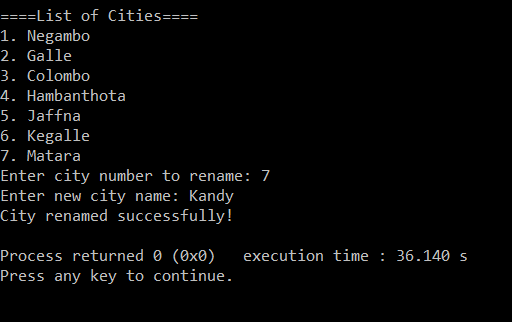 ====List of Cities====
1. Negambo
2. Galle
3. Colombo
4. Hambanthota
5. Jaffna
6. Kegalle
7. Matara
Enter city number to rename: 7
Enter new city name: Kandy
City renamed successfully!
Process returned 0 (0x0)   execution time : 36.140 s
Press any key to continue.